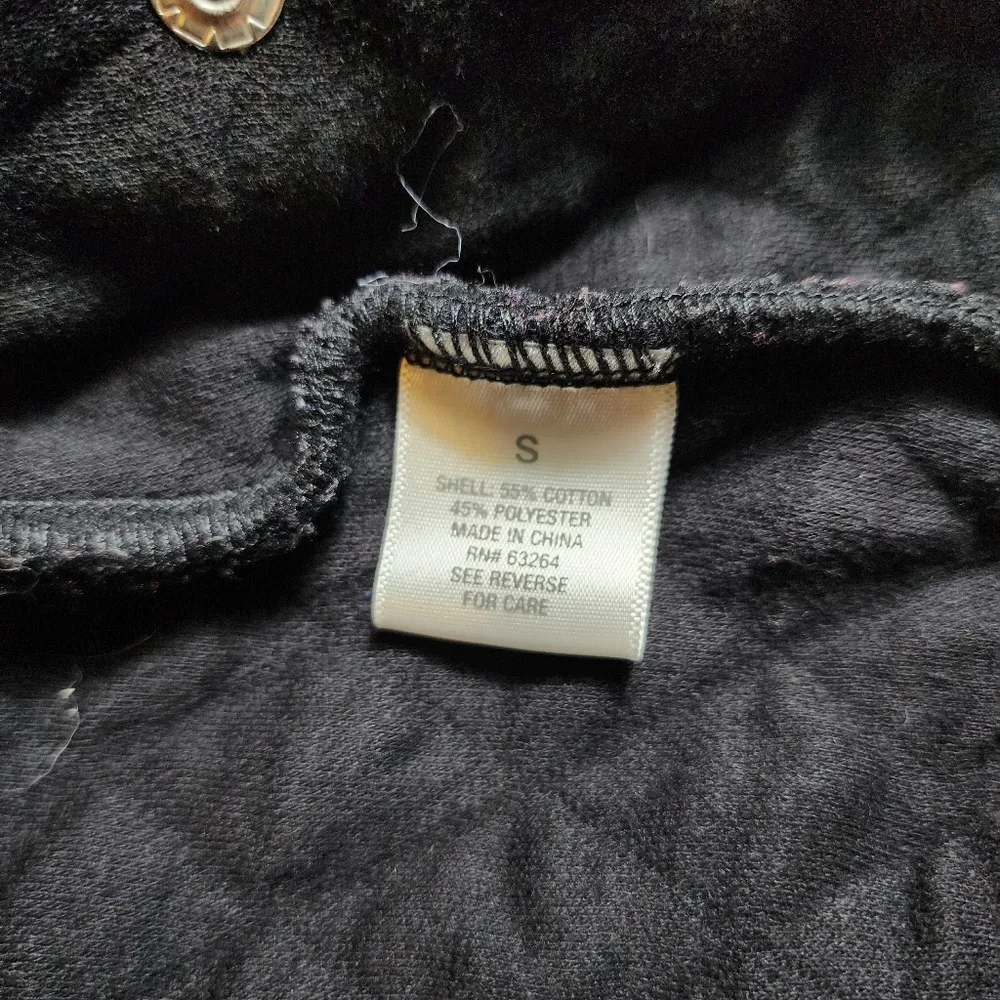 S
SHELL: 55% COTTON
45% POLYESTER
MADE IN CHINA
RN# 63264
SEE REVERSE
FOR CARE